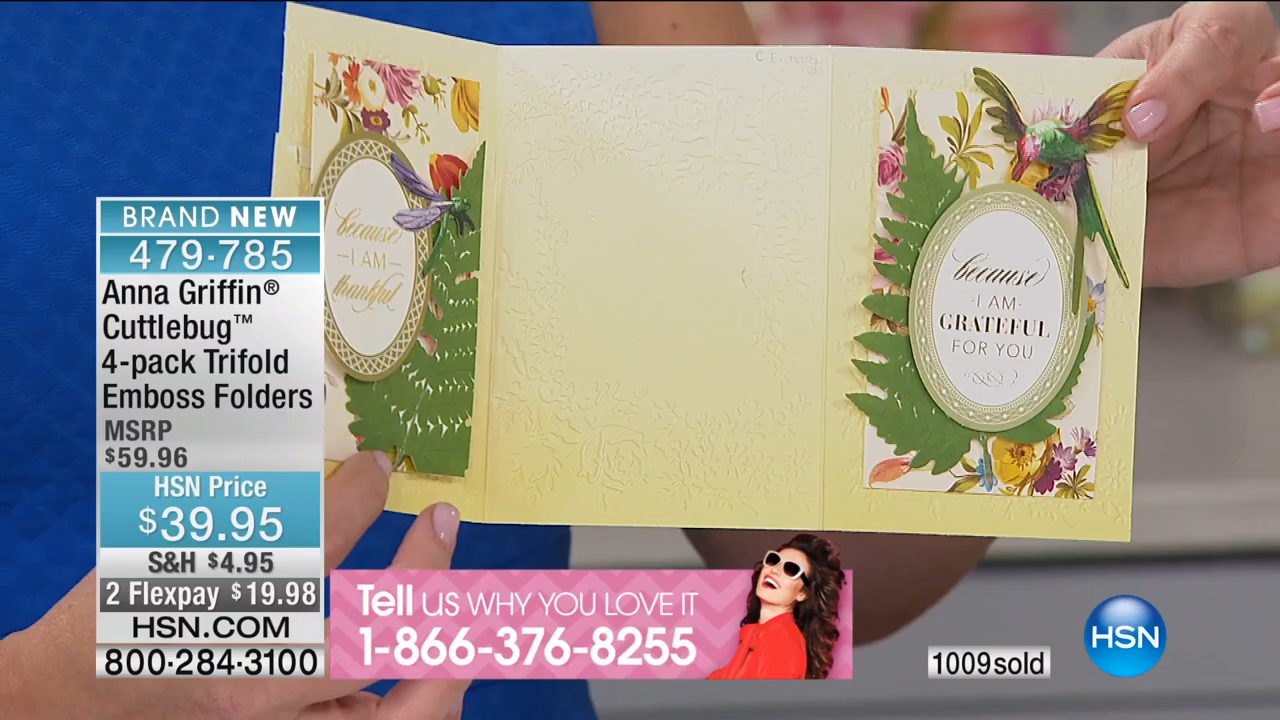 BRAND NEW
479·785
Anna Griffin®
Cuttlebug™
4-pack Trifold
Emboss Folders
MSRP
$59.96
HSN Price
$39.95
S&H $4.95
2 Flexpay $19.98
HSN.COM
800·284·3100
because
I AM
thankful
because
·I AM·
GRATEFUL
FOR YOU
Tell US WHY YOU LOVE IT
1-866-376-8255
1009sold
HSN